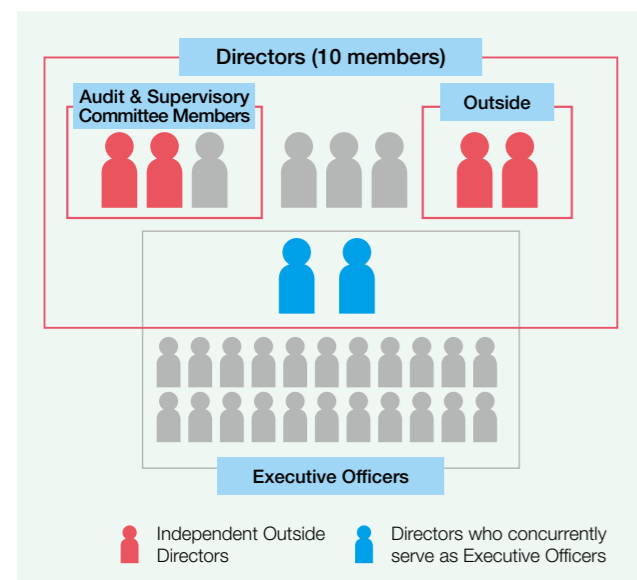 Directors (10 members)
Audit & Supervisory
Committee Members
Outside
Executive Officers
Independent Outside
Directors
Directors who concurrently
serve as Executive Officers